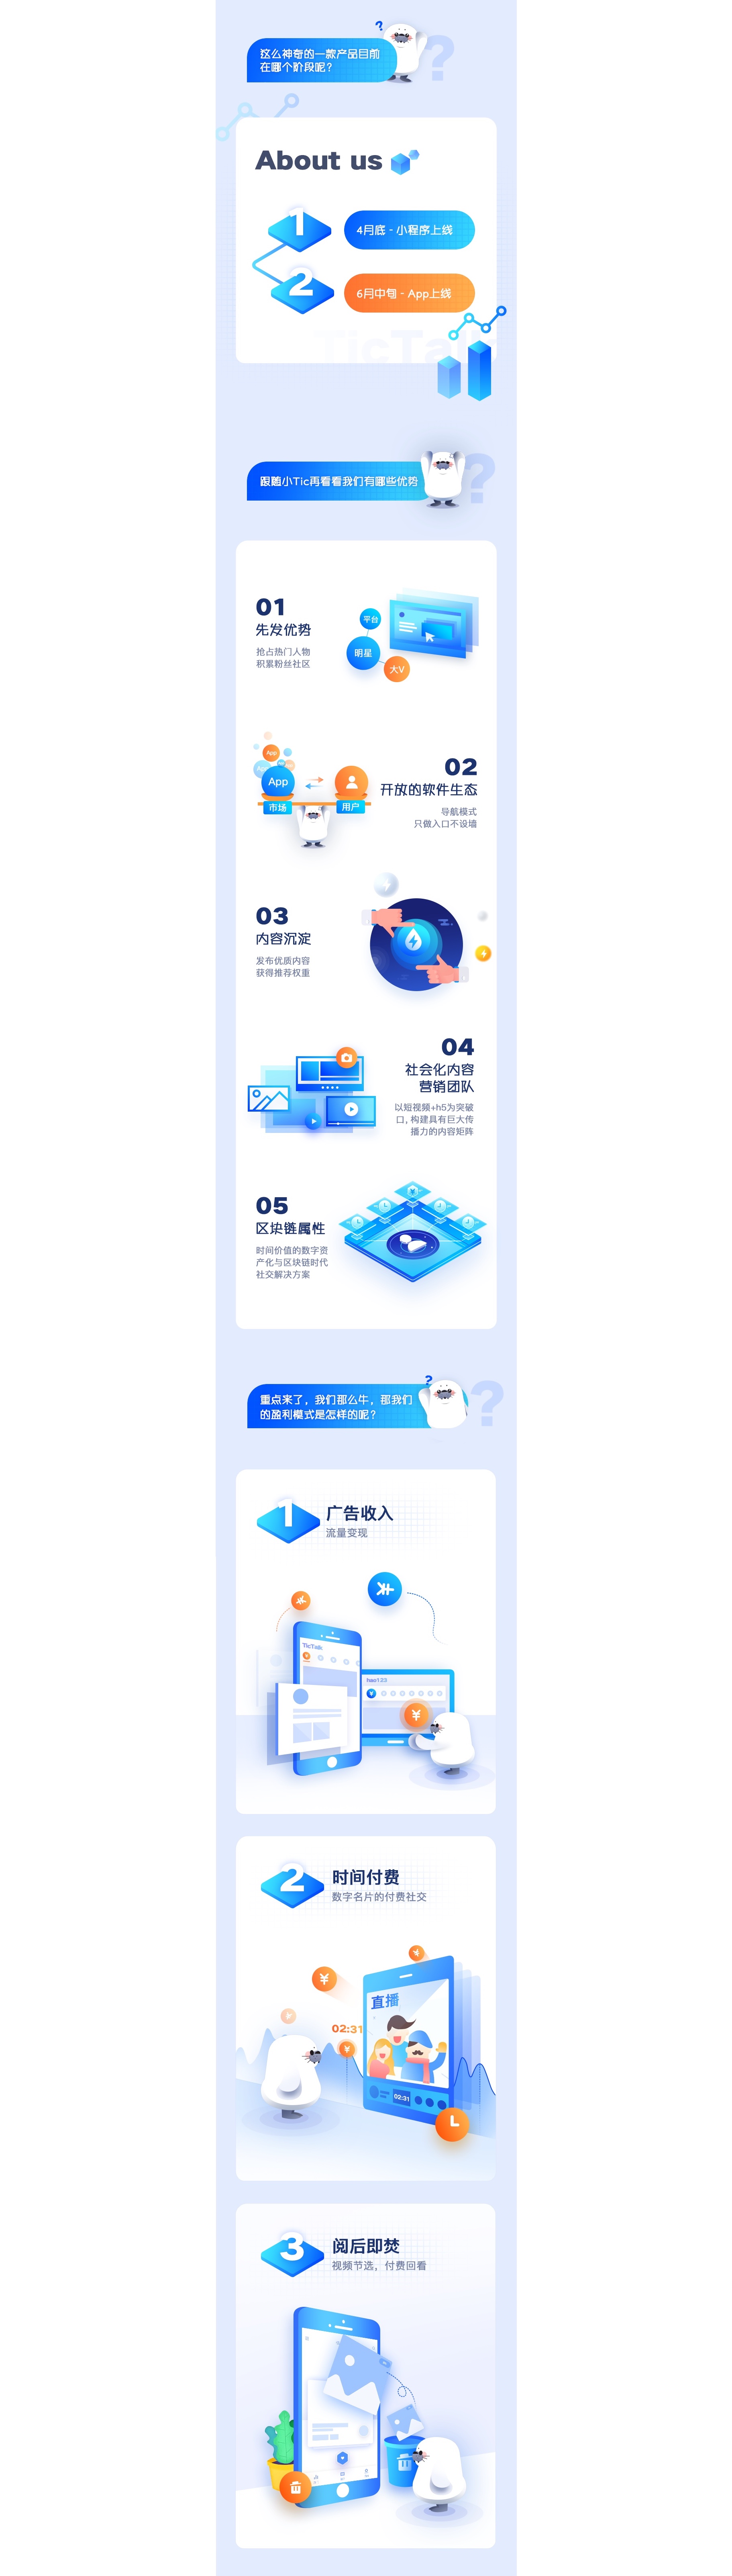 ?
?
这么神奇的一款产品目前
在哪个阶段呢？
About us
1
4月底 - 小程序上线
2
6月中旬 - App上线
TicTalk
?
跟随小Tic再看看我们有哪些优势
01
先发优势
抢占热门人物
积累粉丝社区
平台
明星
大V
App
App
App
市场
用户
02
开放的软件生态
导航模式
只做入口不设墙
03
内容沉淀
发布优质内容
获得推荐权重
04
社会化内容
营销团队
以短视频+h5为突破
口，构建具有巨大传
播力的内容矩阵
05
区块链属性
时间价值的数字资
产化与区块链时代
社交解决方案
?
?
重点来了，我们那么牛，那我们
的盈利模式是怎样的呢？
1
广告收入
流量变现
¥
¥
TicTalk
hao123
¥
¥
2
时间付费
数字名片的付费社交
¥
¥
直播
02:31
¥
02:31
3
阅后即焚
视频节选，付费回看